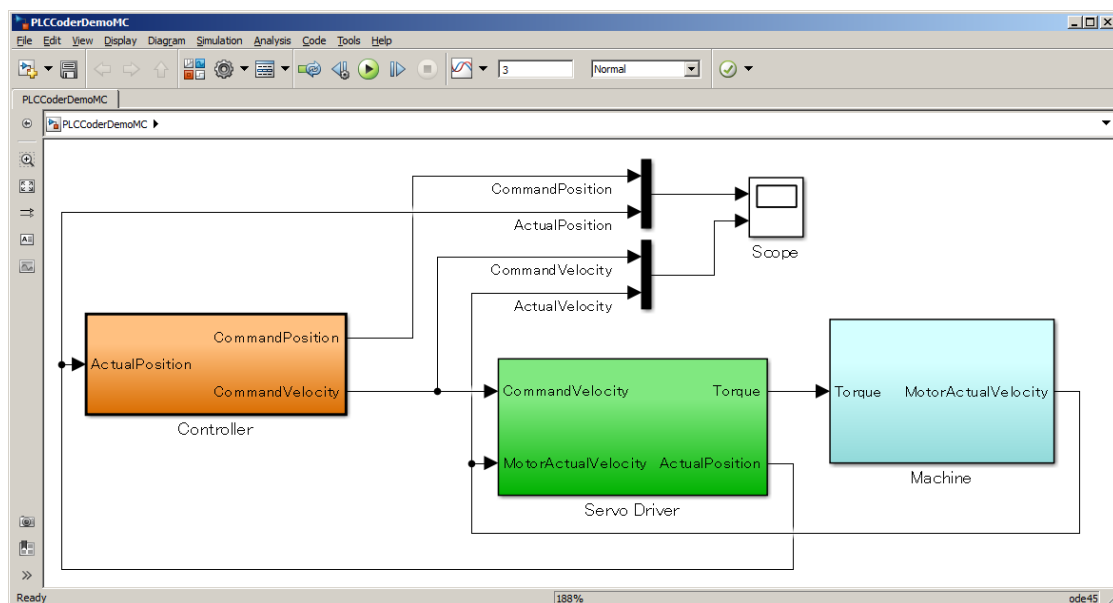 PLCCoderDemoMC
File Edit View Display Diagram Simulation Analysis Code Tools Help
3
Normal
PLCCoderDemoMC
PLCCoderDemoMC
CommandPosition
ActualPosition
Scope
CommandVelocity
ActualVelocity
CommandPosition
ActualPosition
CommandVelocity
Controller
CommandVelocity
Torque
MotorActualVelocity
ActualPosition
Servo Driver
Torque
MotorActualVelocity
Machine
Ready
188%
ode45